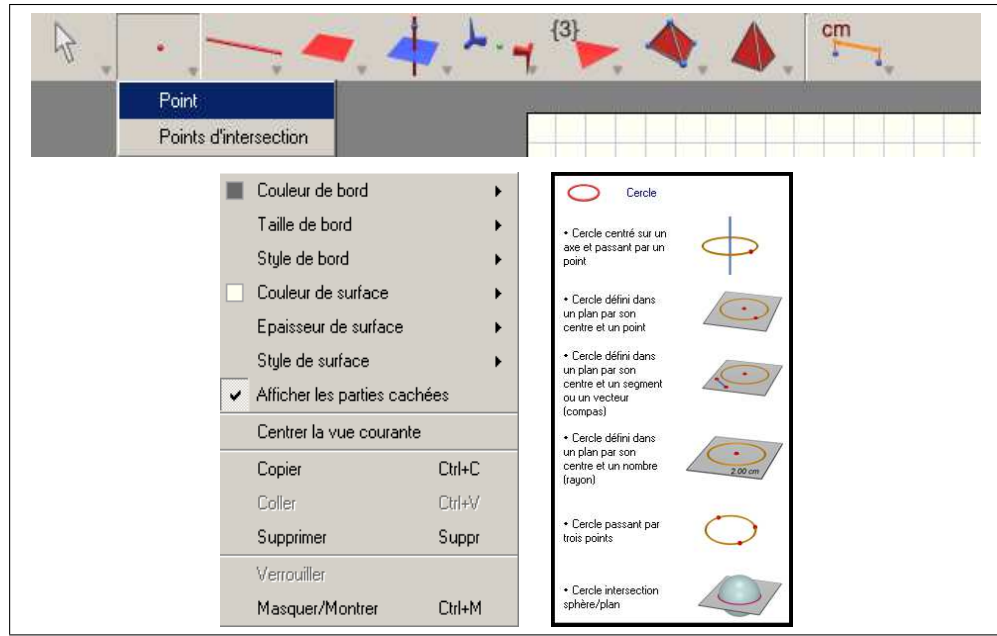 {3}
cm
Point
Points d'intersection
Couleur de bord
Taille de bord
Style de bord
Couleur de surface
Epaisseur de surface
Style de surface
Afficher les parties cachées
Centrer la vue courante
Copier Ctrl+C
Coller Ctrl+V
Supprimer Suppr
Verrouiller
Masquer/Montrer Ctrl+M
Cercle
• Cercle centré sur un
axe et passant par un
point
• Cercle défini dans
un plan par son
centre et un point
• Cercle défini dans
un plan par son
centre et un segment
ou un vecteur
(compas)
• Cercle défini dans
un plan par son
centre et un nombre
(rayon)
2.00 cm
• Cercle passant par
trois points
• Cercle intersection
sphère/plan